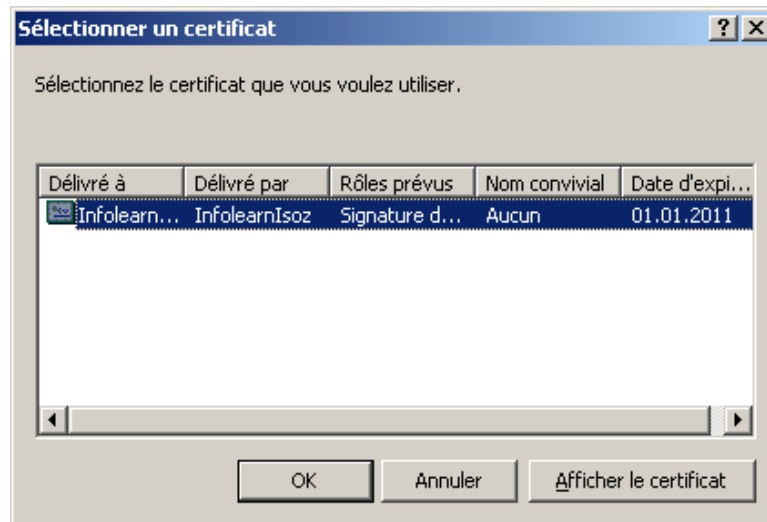 Sélectionner un certificat
Sélectionnez le certificat que vous voulez utiliser.
Délivré à Délivré par Rôles prévus Nom convivial Date d'expi...
Infolearn... InfolearnIsoz Signature d... Aucun 01.01.2011
OK Annuler Afficher le certificat